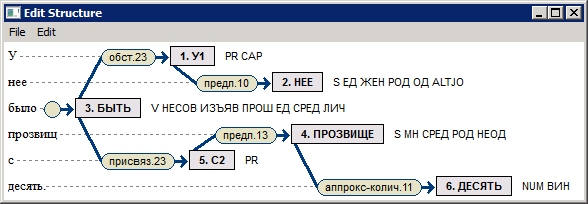 Edit Structure
File Edit
У обст.23 1. У1 PR CAP
нее предл.10 2. НЕЕ S ЕД ЖЕН РОД ОД ALTJO
было 3. БЫТЬ V НЕСОВ ИЗЪЯВ ПРОШ ЕД СРЕД ЛИЧ
прозвищ предл.13 4. ПРОЗВИЩЕ S МН СРЕД РОД НЕОД
с присвяз.23 5. С2 PR
десять. аппрокс-колич.11 6. ДЕСЯТЬ NUM ВИН